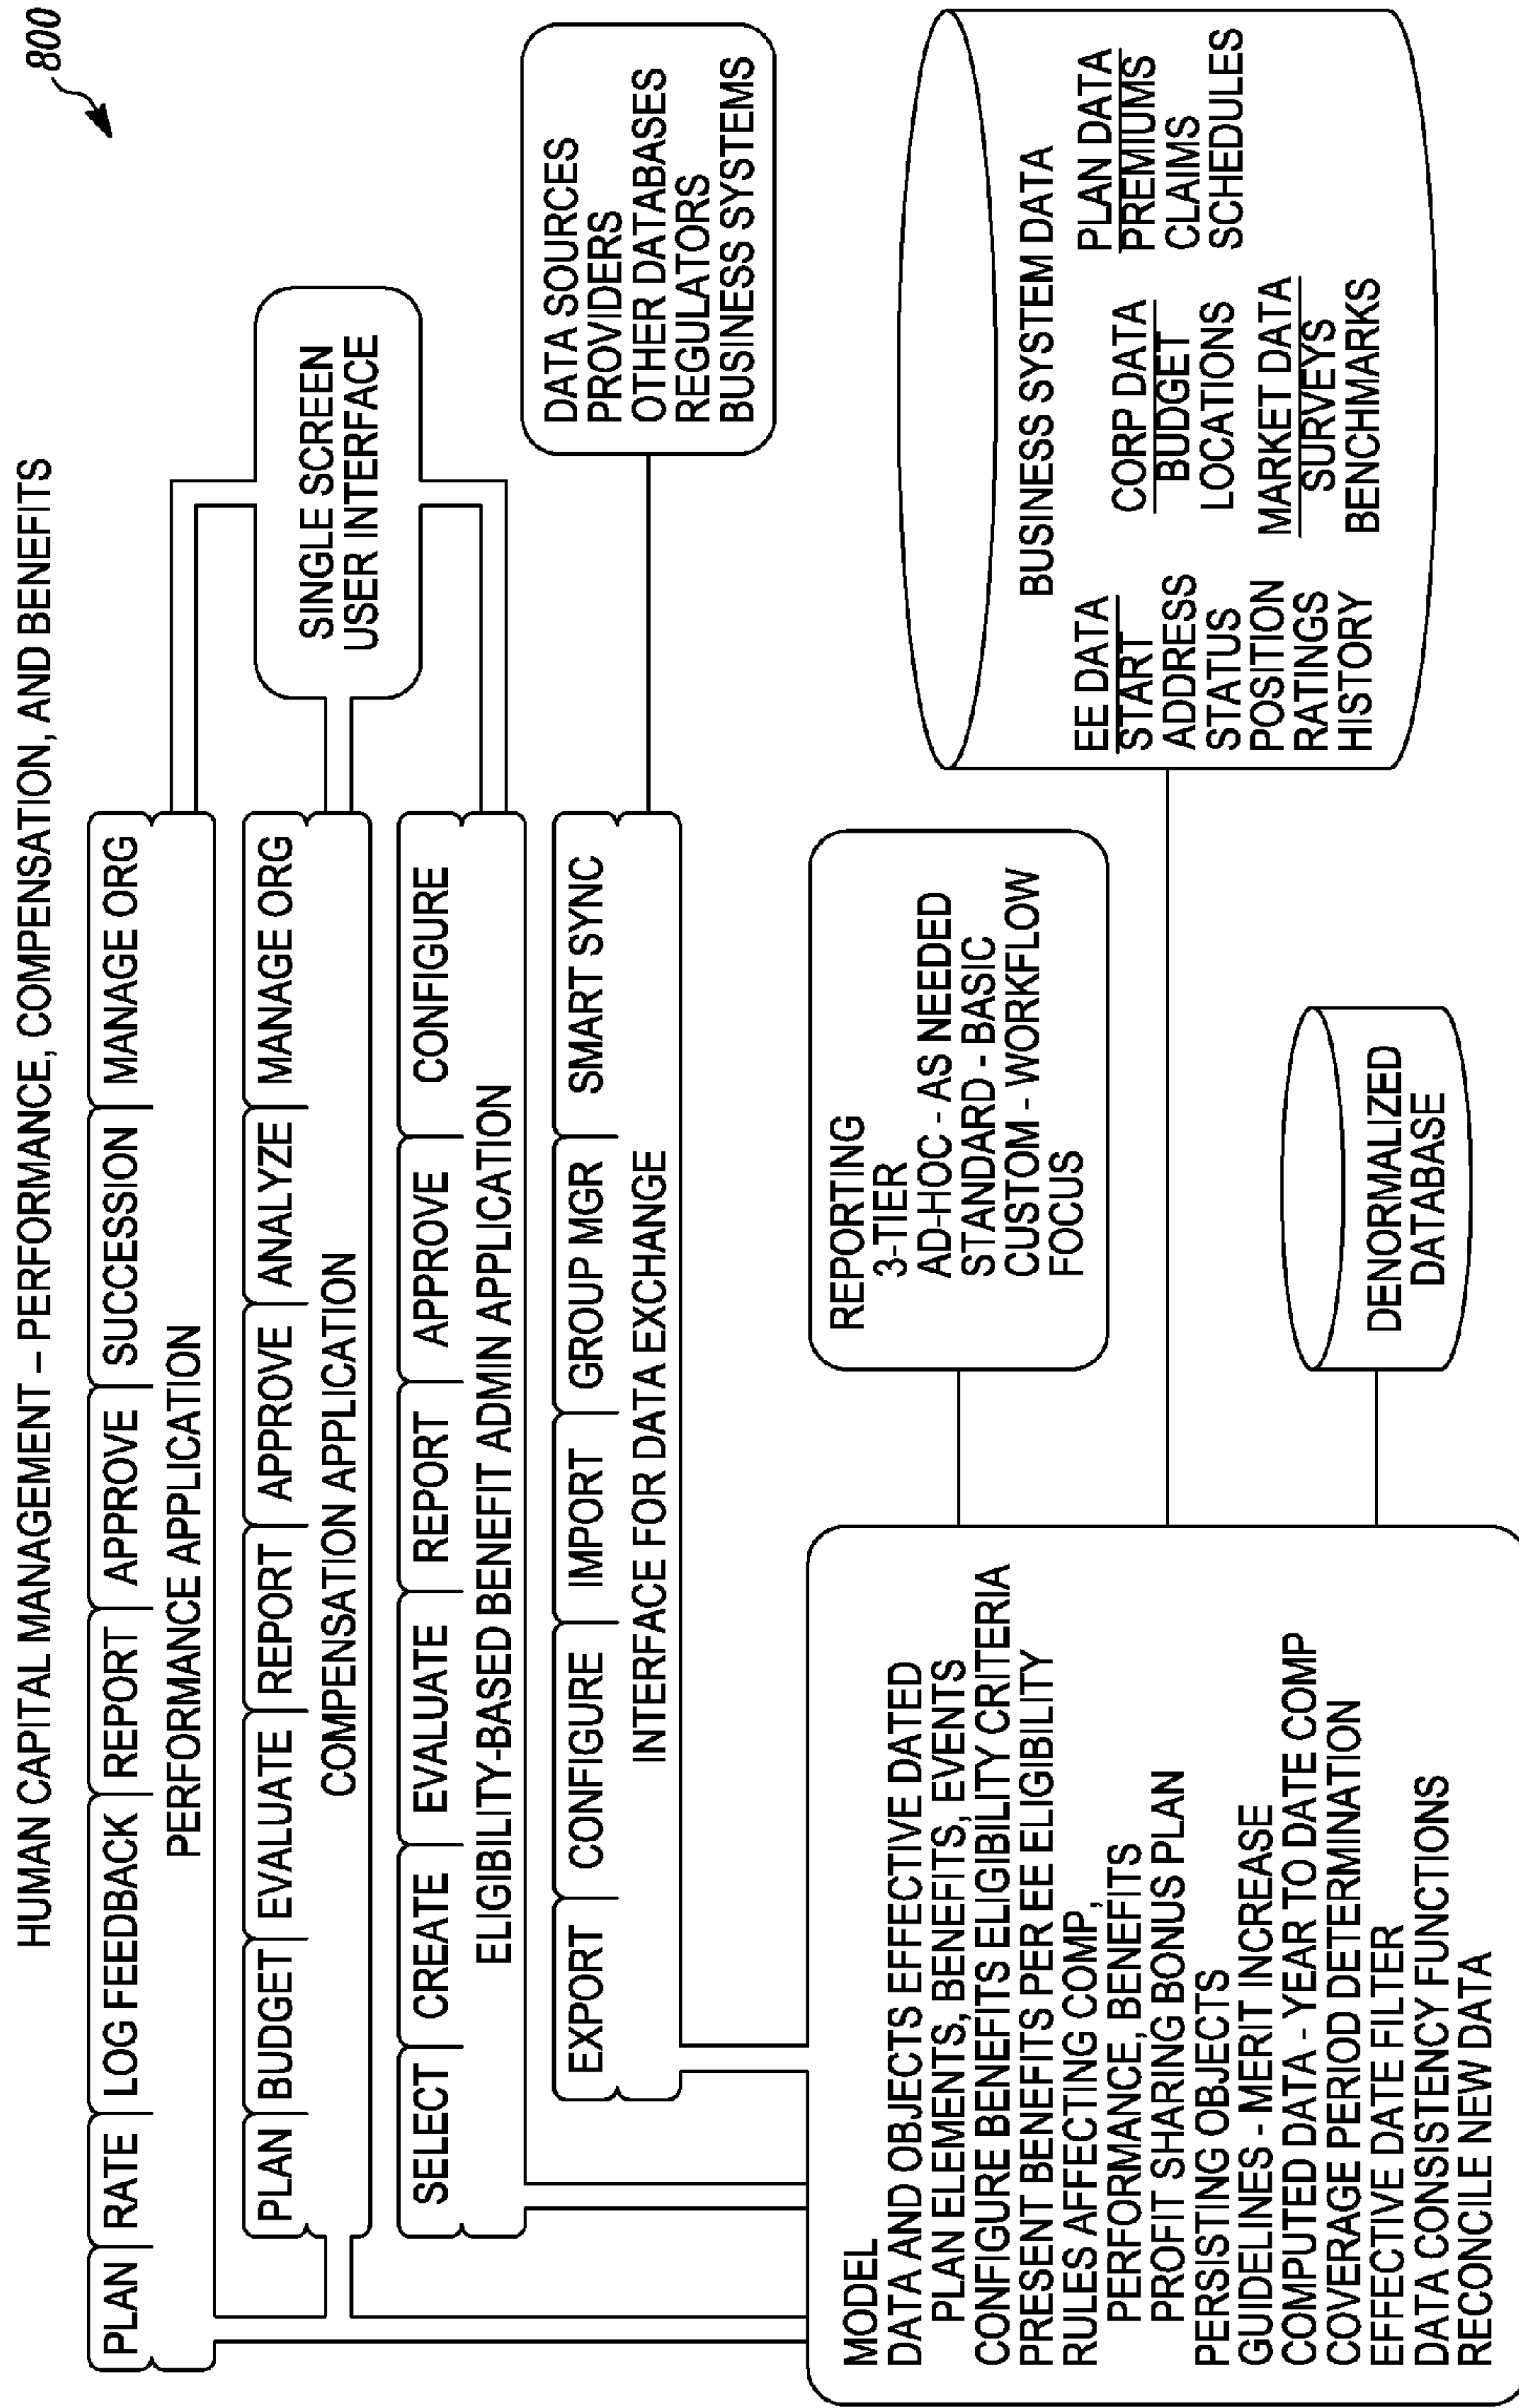 800
HUMAN CAPITAL MANAGEMENT – PERFORMANCE, COMPENSATION, AND BENEFITS
PLAN RATE LOG FEEDBACK REPORT APPROVE SUCCESSION MANAGE ORG
PERFORMANCE APPLICATION
PLAN BUDGET EVALUATE REPORT APPROVE ANALYZE MANAGE ORG
COMPENSATION APPLICATION
SELECT CREATE EVALUATE REPORT APPROVE CONFIGURE
ELIGIBILITY-BASED BENEFIT ADMIN APPLICATION
EXPORT CONFIGURE IMPORT GROUP MGR SMART SYNC
INTERFACE FOR DATA EXCHANGE
SINGLE SCREEN
USER INTERFACE
DATA SOURCES
PROVIDERS
OTHER DATABASES
REGULATORS
BUSINESS SYSTEMS
MODEL
DATA AND OBJECTS EFFECTIVE DATED
PLAN ELEMENTS, BENEFITS, EVENTS
CONFIGURE BENEFITS ELIGIBILITY CRITERIA
PRESENT BENEFITS PER EE ELIGIBILITY
RULES AFFECTING COMP,
PERFORMANCE, BENEFITS
PROFIT SHARING BONUS PLAN
PERSISTING OBJECTS
GUIDELINES - MERIT INCREASE
COMPUTED DATA - YEAR TO DATE COMP
COVERAGE PERIOD DETERMINATION
EFFECTIVE DATE FILTER
DATA CONSISTENCY FUNCTIONS
RECONCILE NEW DATA
REPORTING
3-TIER
AD-HOC - AS NEEDED
STANDARD - BASIC
CUSTOM - WORKFLOW
FOCUS
DENORMALIZED
DATABASE
BUSINESS SYSTEM DATA
EE DATA
START
ADDRESS
STATUS
POSITION
RATINGS
HISTORY
CORP DATA
BUDGET
LOCATIONS
MARKET DATA
SURVEYS
BENCHMARKS
PLAN DATA
PREMIUMS
CLAIMS
SCHEDULES